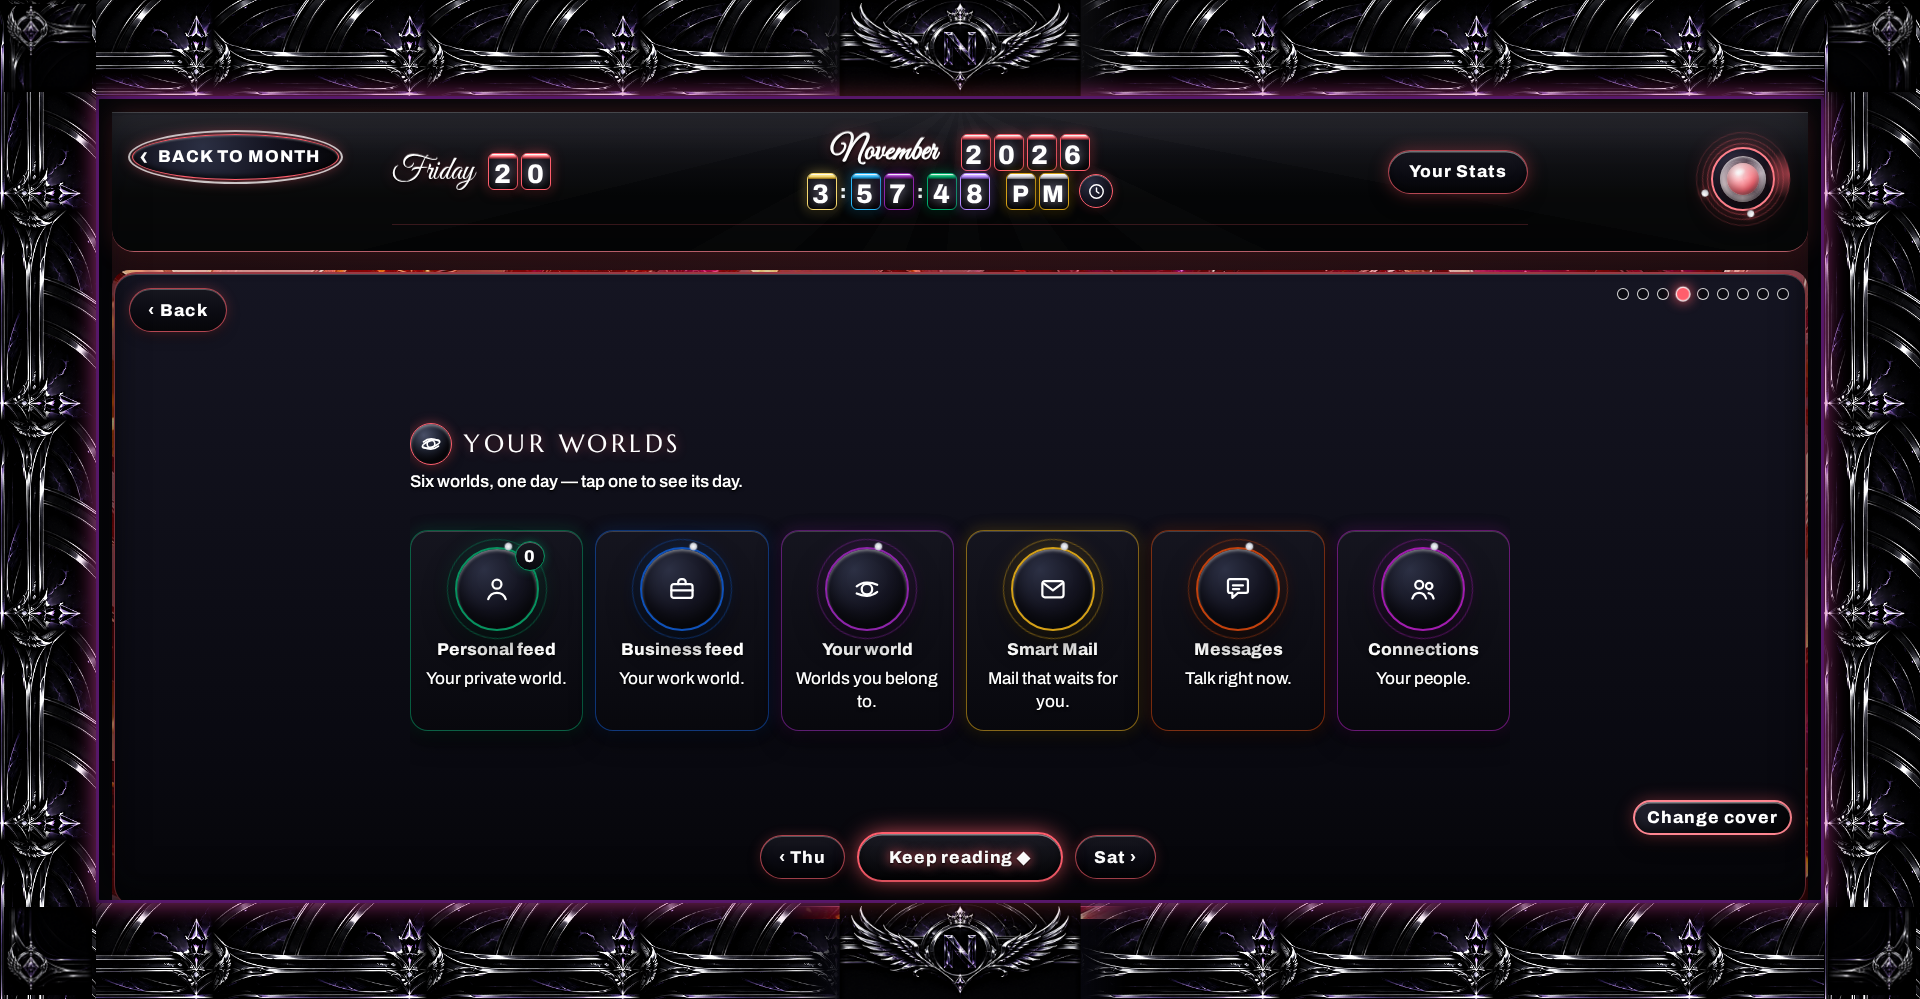 N
‹ BACK TO MONTH
Friday 20
November 2026
3:57:48 PM
Your Stats
‹ Back
YOUR WORLDS
Six worlds, one day — tap one to see its day.
0
Personal feed
Your private world.
Business feed
Your work world.
Your world
Worlds you belong
to.
Smart Mail
Mail that waits for
you.
Messages
Talk right now.
Connections
Your people.
Change cover
‹ Thu
Keep reading ◆
Sat ›
N